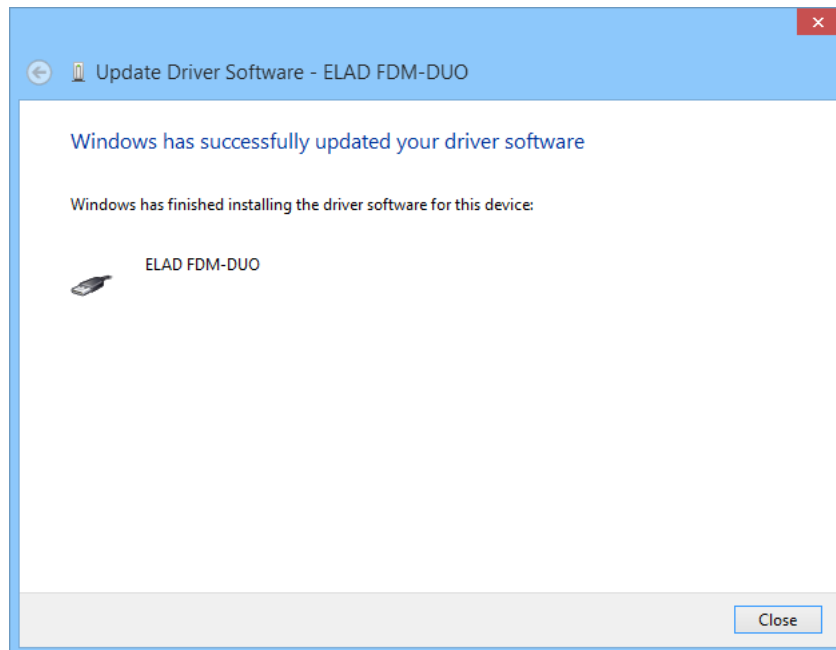 Update Driver Software - ELAD FDM-DUO
Windows has successfully updated your driver software
Windows has finished installing the driver software for this device:
ELAD FDM-DUO
Close